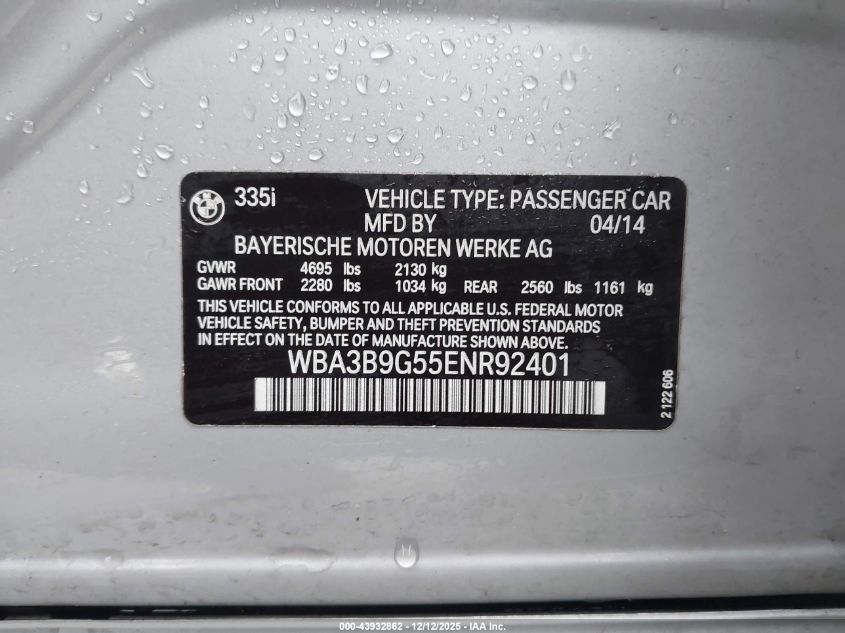 335i VEHICLE TYPE: PASSENGER CAR
MFD BY 04/14
BAYERISCHE MOTOREN WERKE AG
GVWR 4695 lbs 2130 kg
GAWR FRONT 2280 lbs 1034 kg REAR 2560 lbs 1161 kg
THIS VEHICLE CONFORMS TO ALL APPLICABLE U.S. FEDERAL MOTOR
VEHICLE SAFETY, BUMPER AND THEFT PREVENTION STANDARDS
IN EFFECT ON THE DATE OF MANUFACTURE SHOWN ABOVE.
WBA3B9G55ENR92401
2 122 606
000-43932862 - 12/12/2025 - IAA Inc.